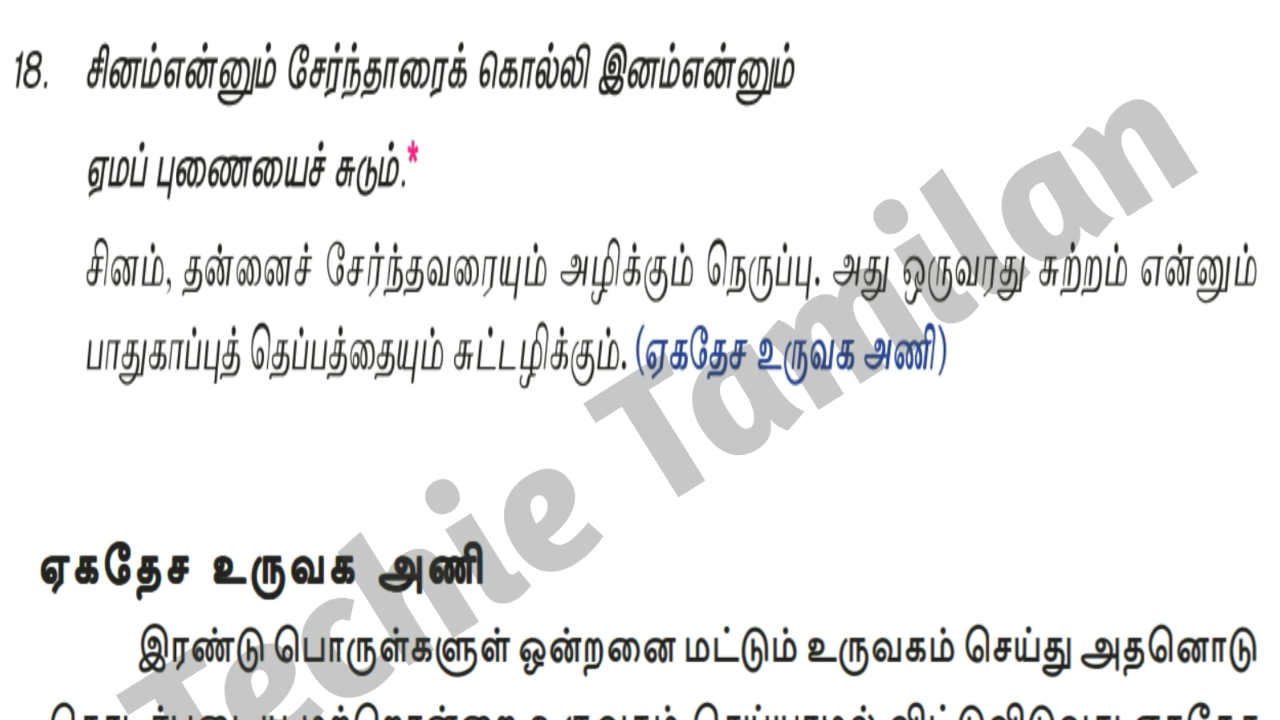 18. சினம்என்னும் சேர்ந்தாரைக் கொல்லி இனம்என்னும்
ஏமப் புணையைச் சுடும்.*
சினம், தன்னைச் சேர்ந்தவரையும் அழிக்கும் நெருப்பு. அது ஒருவரது சுற்றம் என்னும்
பாதுகாப்புத் தெப்பத்தையும் சுட்டழிக்கும். (ஏகதேச உருவக அணி)
Techie Tamilan
ஏகதேச உருவக அணி
இரண்டு பொருள்களுள் ஒன்றனை மட்டும் உருவகம் செய்து அதனொடு